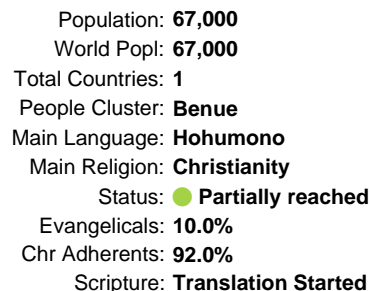 Population: 67,000
World Popl: 67,000
Total Countries: 1
People Cluster: Benue
Main Language: Hohumono
Main Religion: Christianity
Status: Partially reached
Evangelicals: 10.0%
Chr Adherents: 92.0%
Scripture: Translation Started